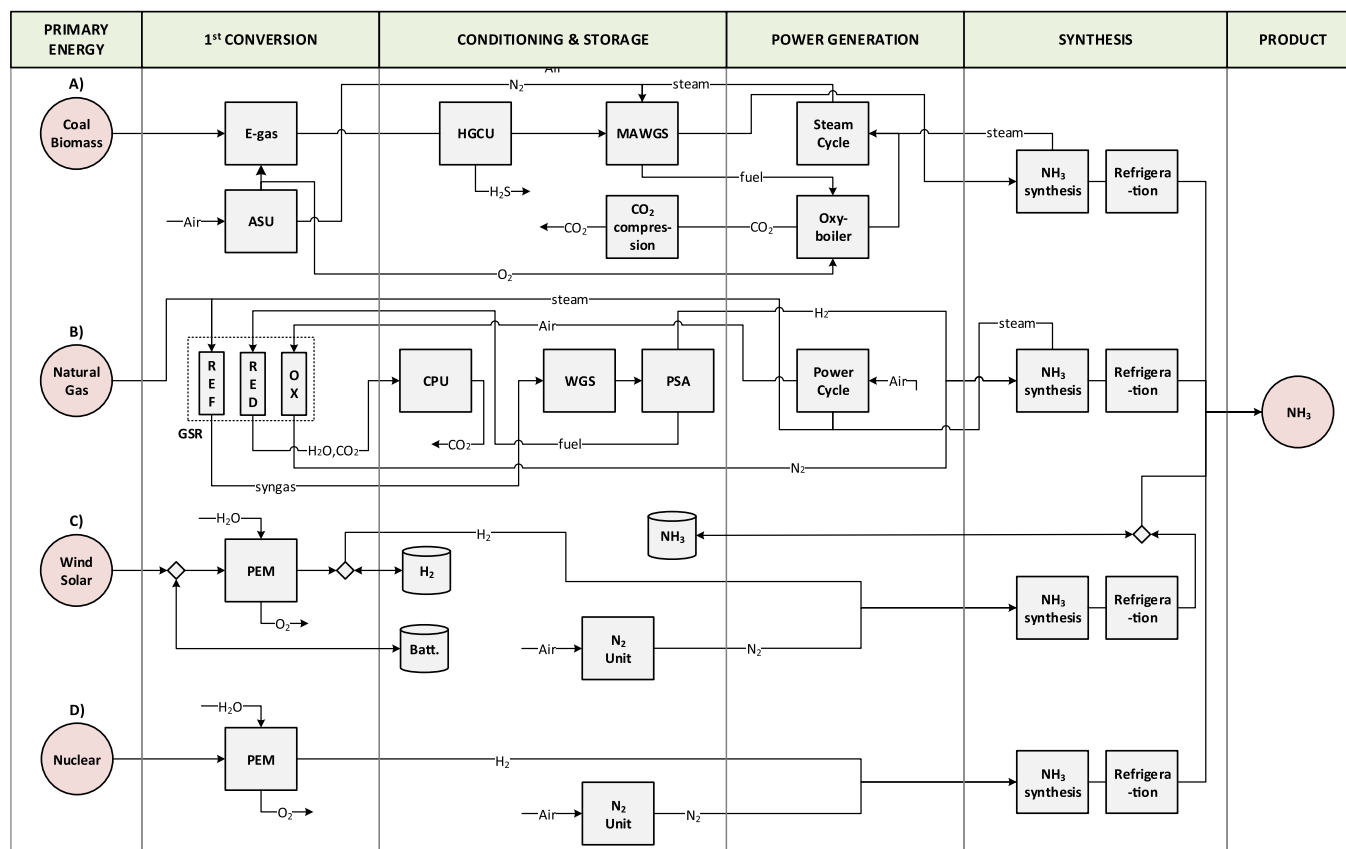 PRIMARY
ENERGY
1st CONVERSION
CONDITIONING & STORAGE
POWER GENERATION
SYNTHESIS
PRODUCT
A)
Coal
Biomass
E-gas
ASU
Air
N₂
HGCU
H₂S
MAWGS
steam
fuel
CO₂
CO₂
compres-
sion
CO₂
O₂
Steam
Cycle
Oxy-
boiler
steam
NH₃
synthesis
Refrigera
-tion
B)
Natural
Gas
REF
RED
OX
GSR
steam
Air
H₂
CPU
WGS
PSA
Power
Cycle
Air
steam
NH₃
synthesis
Refrigera
-tion
NH₃
H₂O,CO₂
CO₂
fuel
N₂
syngas
C)
Wind
Solar
H₂O
PEM
O₂
H₂
H₂
Batt.
NH₃
Air
N₂
Unit
N₂
NH₃
synthesis
Refrigera
-tion
D)
Nuclear
H₂O
PEM
O₂
H₂
Air
N₂
Unit
N₂
NH₃
synthesis
Refrigera
-tion